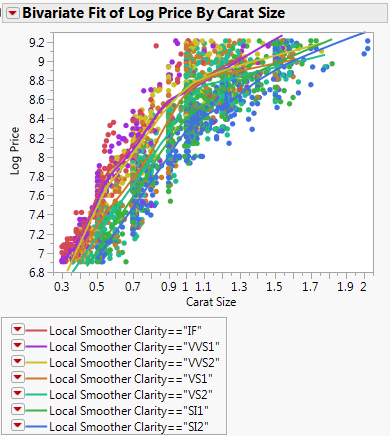 Bivariate Fit of Log Price By Carat Size
9.2
9
8.8
8.6
8.4
8.2
8
7.8
7.6
7.4
7.2
7
6.8
Log Price
0.3 0.5 0.7 0.9 1 1.1 1.3 1.5 1.7 1.9 2
Carat Size
Local Smoother Clarity=="IF"
Local Smoother Clarity=="VVS1"
Local Smoother Clarity=="VVS2"
Local Smoother Clarity=="VS1"
Local Smoother Clarity=="VS2"
Local Smoother Clarity=="SI1"
Local Smoother Clarity=="SI2"